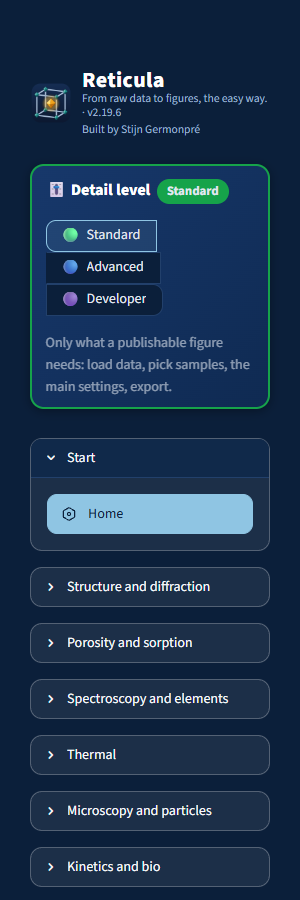 Reticula
From raw data to figures, the easy way.
· v2.19.6
Built by Stijn Germonpré
Detail level Standard
Standard
Advanced
Developer
Only what a publishable figure
needs: load data, pick samples, the
main settings, export.
Start
Home
Structure and diffraction
Porosity and sorption
Spectroscopy and elements
Thermal
Microscopy and particles
Kinetics and bio